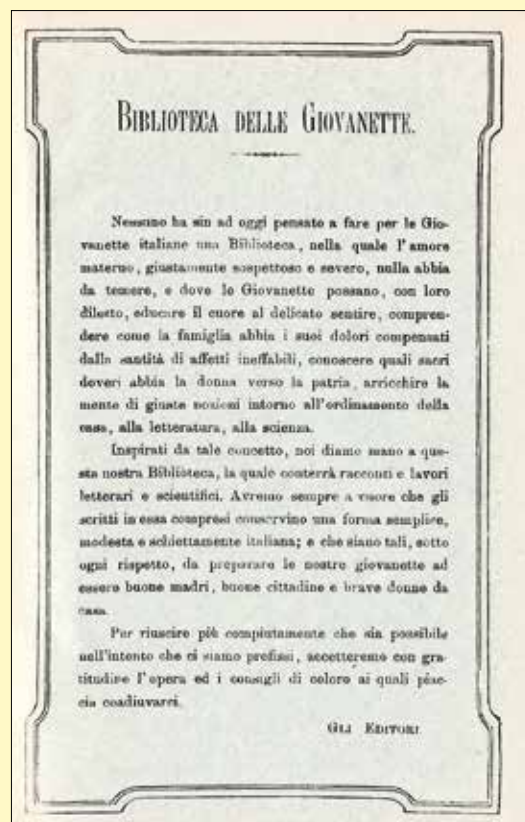 BIBLIOTECA DELLE GIOVANETTE.
Nessuno ha sin ad oggi pensato a fare per le Gio-
vanette italiane una Biblioteca, nella quale l'amore
materno, giustamente sospettoso e severo, nulla abbia
da temere, e dove le Giovanette possano, con loro
diletto, educare il cuore al delicato sentire, compren-
dere come la famiglia abbia i suoi dolori compensati
dalla santità di affetti ineffabili, conoscere quali sacri
doveri abbia la donna verso la patria, arricchire la
mente di giuste nozioni intorno all'ordinamento della
casa, alla letteratura, alla scienza.
Inspirati da tale concetto, noi diamo mano a que-
sta nostra Biblioteca, la quale conterrà racconti e lavori
letterari e scientifici. Avremo sempre a cuore che gli
scritti in essa compresi conservino una forma semplice,
modesta e schiettamente italiana; e che siano tali, sotto
ogni rispetto, da preparare le nostre giovanette ad
essere buone madri, buone cittadine e brave donne da
casa.
Per riuscire più compiutamente che sia possibile
nell'intento che ci siamo prefissi, accetteremo con gra-
titudine l'opera ed i consigli di coloro ai quali piac-
cia coadiuvarci.
GLI EDITORI